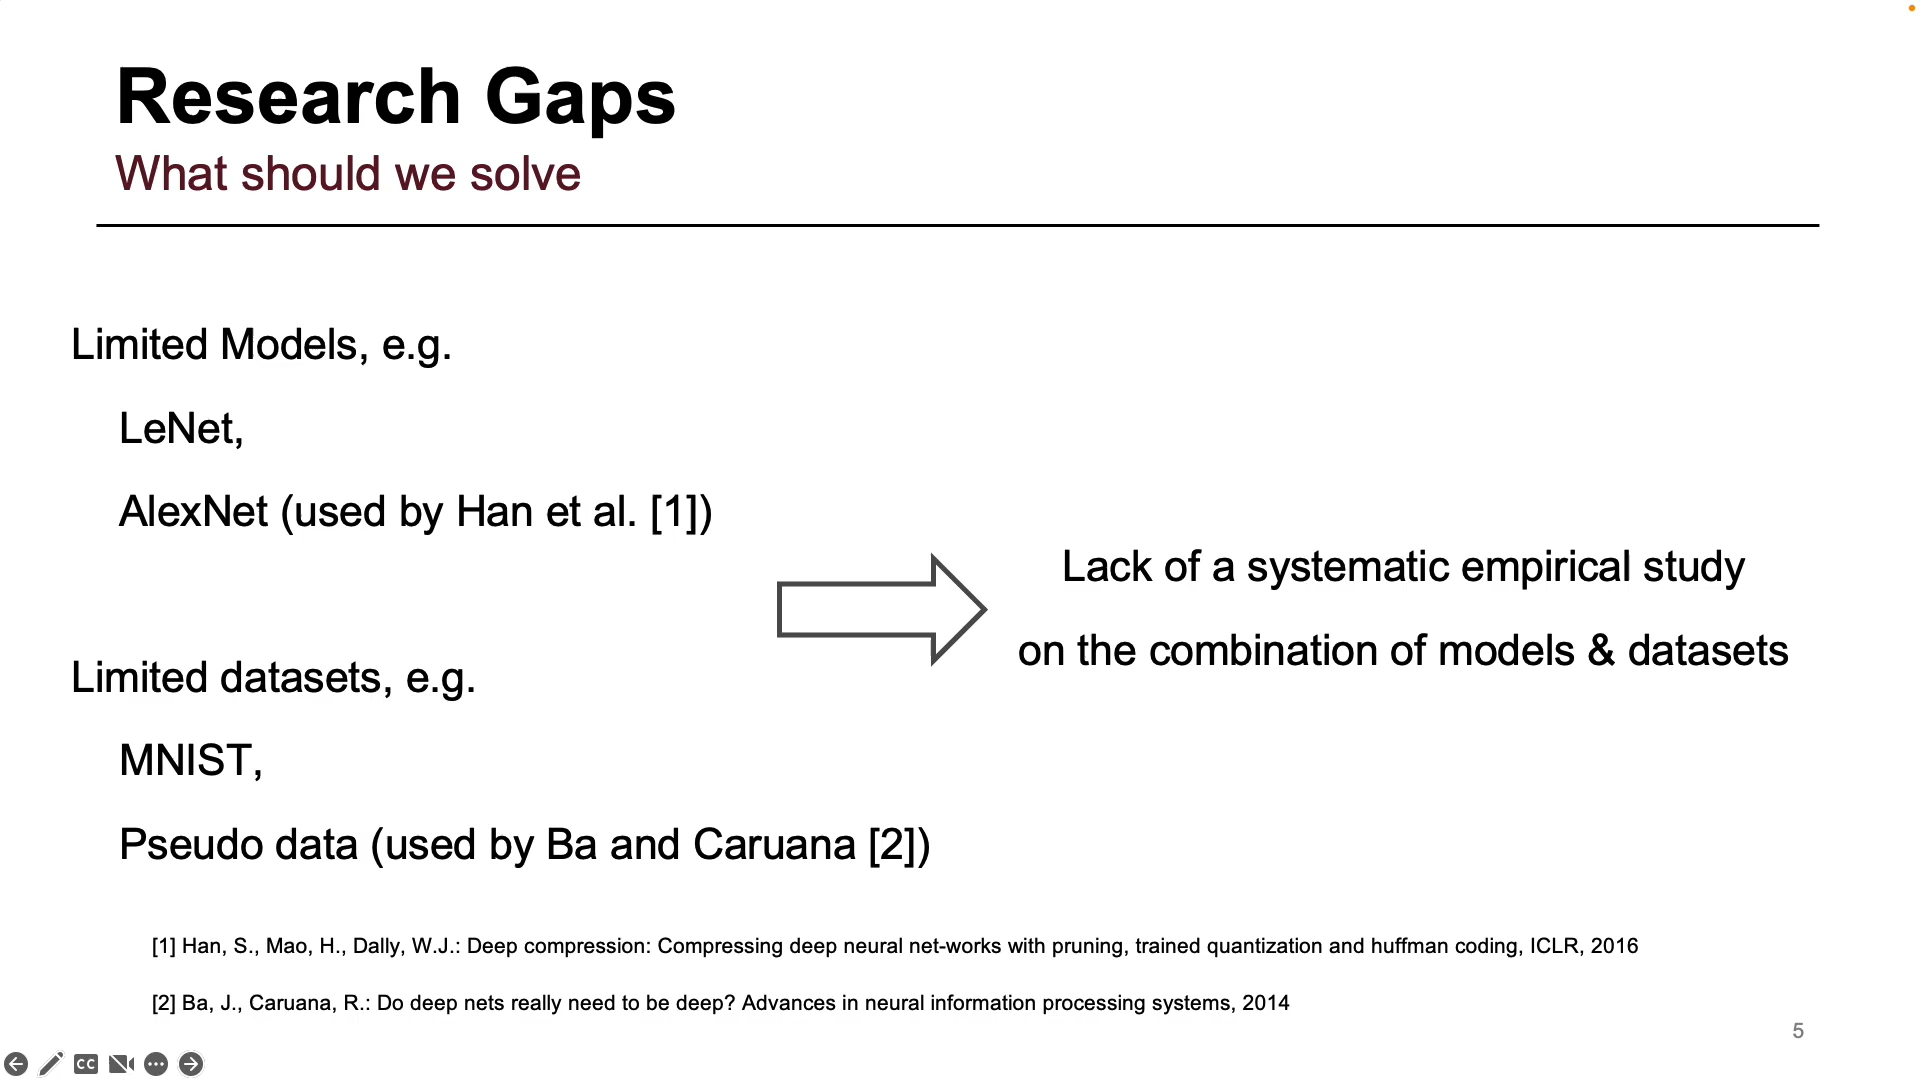 Research Gaps
What should we solve
Limited Models, e.g.
LeNet,
AlexNet (used by Han et al. [1])
Limited datasets, e.g.
MNIST,
Pseudo data (used by Ba and Caruana [2])
Lack of a systematic empirical study
on the combination of models & datasets
[1] Han, S., Mao, H., Dally, W.J.: Deep compression: Compressing deep neural net-works with pruning, trained quantization and huffman coding, ICLR, 2016
[2] Ba, J., Caruana, R.: Do deep nets really need to be deep? Advances in neural information processing systems, 2014
5
CC